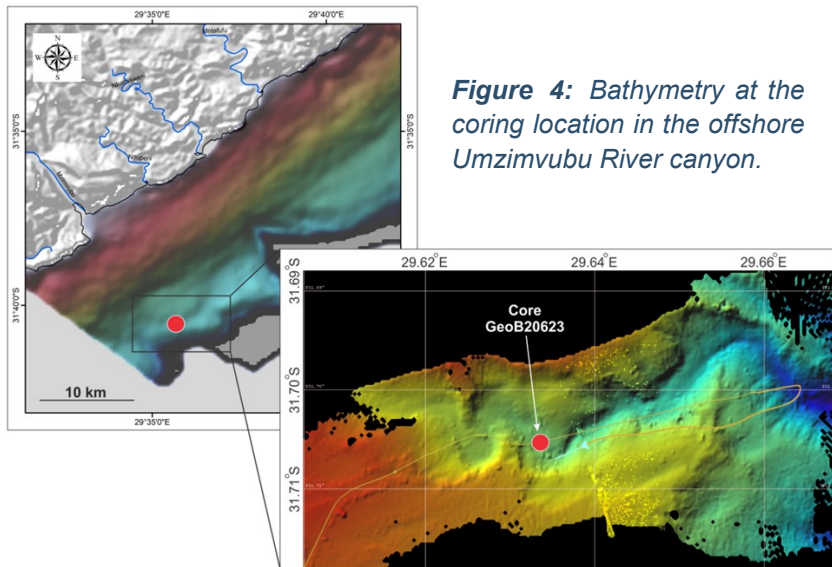 29°35'0"E
29°40'0"E
N
W E
S
Mntafufu
31°35'0"S
31°35'0"S
31°40'0"S
10 km
29°35'0"E
Figure 4: Bathymetry at the
coring location in the offshore
Umzimvubu River canyon.
29.62°E
29.64°E
29.66°E
31.69°S
31.70°S
31.71°S
Core
GeoB20623